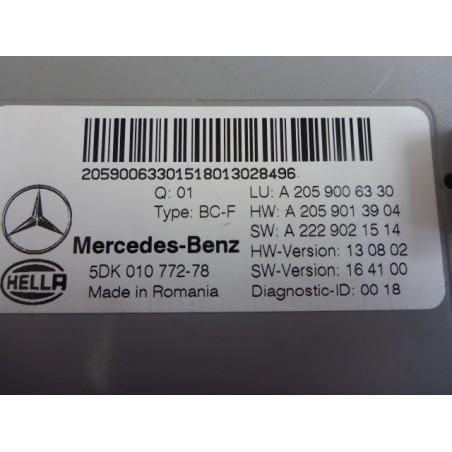 20590063301518013028496
Q: 01 LU: A 205 900 63 30
Type: BC-F HW: A 205 901 39 04
Mercedes-Benz SW: A 222 902 15 14
HW-Version: 13 08 02
HELLA 5DK 010 772-78 SW-Version: 16 41 00
Made in Romania Diagnostic-ID: 00 18